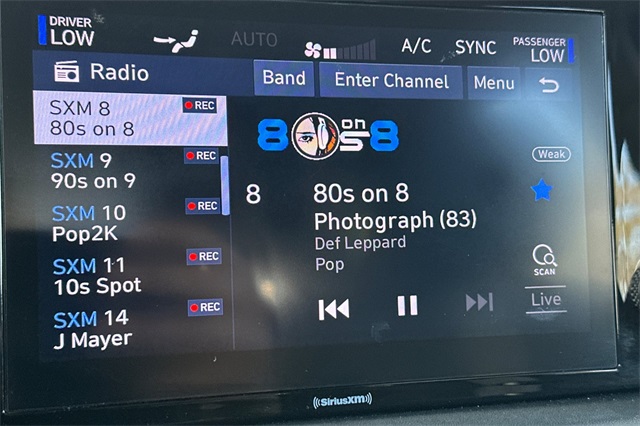 DRIVER
LOW
AUTO
A/C
SYNC
PASSENGER
LOW
Radio
Band
Enter Channel
Menu
SXM 8
REC
80s on 8
SXM 9
REC
90s on 9
SXM 10
REC
Pop2K
SXM 11
REC
10s Spot
SXM 14
REC
J Mayer
80s on 8
Weak
8
80s on 8
Photograph (83)
Def Leppard
Pop
SCAN
Live
((SiriusXM))